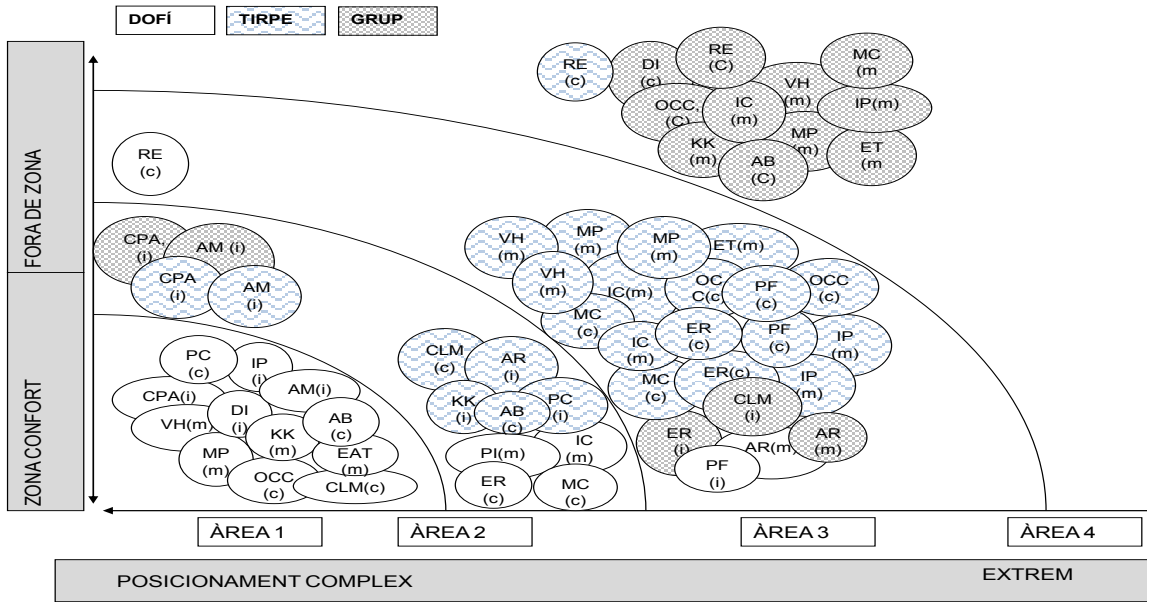 DOFÍ
TIRPE
GRUP
FORA DE ZONA
ZONA CONFORT
RE
(c)
DI
(c)
RE
(C)
MC
(m
VH
(m)
OCC,
(C)
IC
(m)
IP(m)
KK
(m)
MP
(m)
AB
(C)
ET
(m
RE
(c)
CPA,
(i)
AM (i)
CPA
(i)
AM
(i)
VH
(m)
MP
(m)
MP
(m)
ET(m)
VH
(m)
IC(m)
OC
C(c
PF
(c)
OCC
(c)
MC
(c)
IC
(m)
ER
(c)
PF
(c)
IP
(m)
MC
(c)
ER(c)
IP
(m)
CLM
(i)
ER
(i)
AR(m)
AR
(m)
PF
(i)
CLM
(c)
AR
(i)
KK
(i)
AB
(c)
PC
(i)
PI(m)
IC
(m)
ER
(c)
MC
(c)
PC
(c)
IP
(i)
AM(i)
CPA(i)
DI
(i)
AB
(c)
VH(m)
KK
(m)
MP
(m)
EAT
(m)
OCC
(c)
CLM(c)
ÀREA 1
ÀREA 2
ÀREA 3
ÀREA 4
POSICIONAMENT COMPLEX
EXTREM